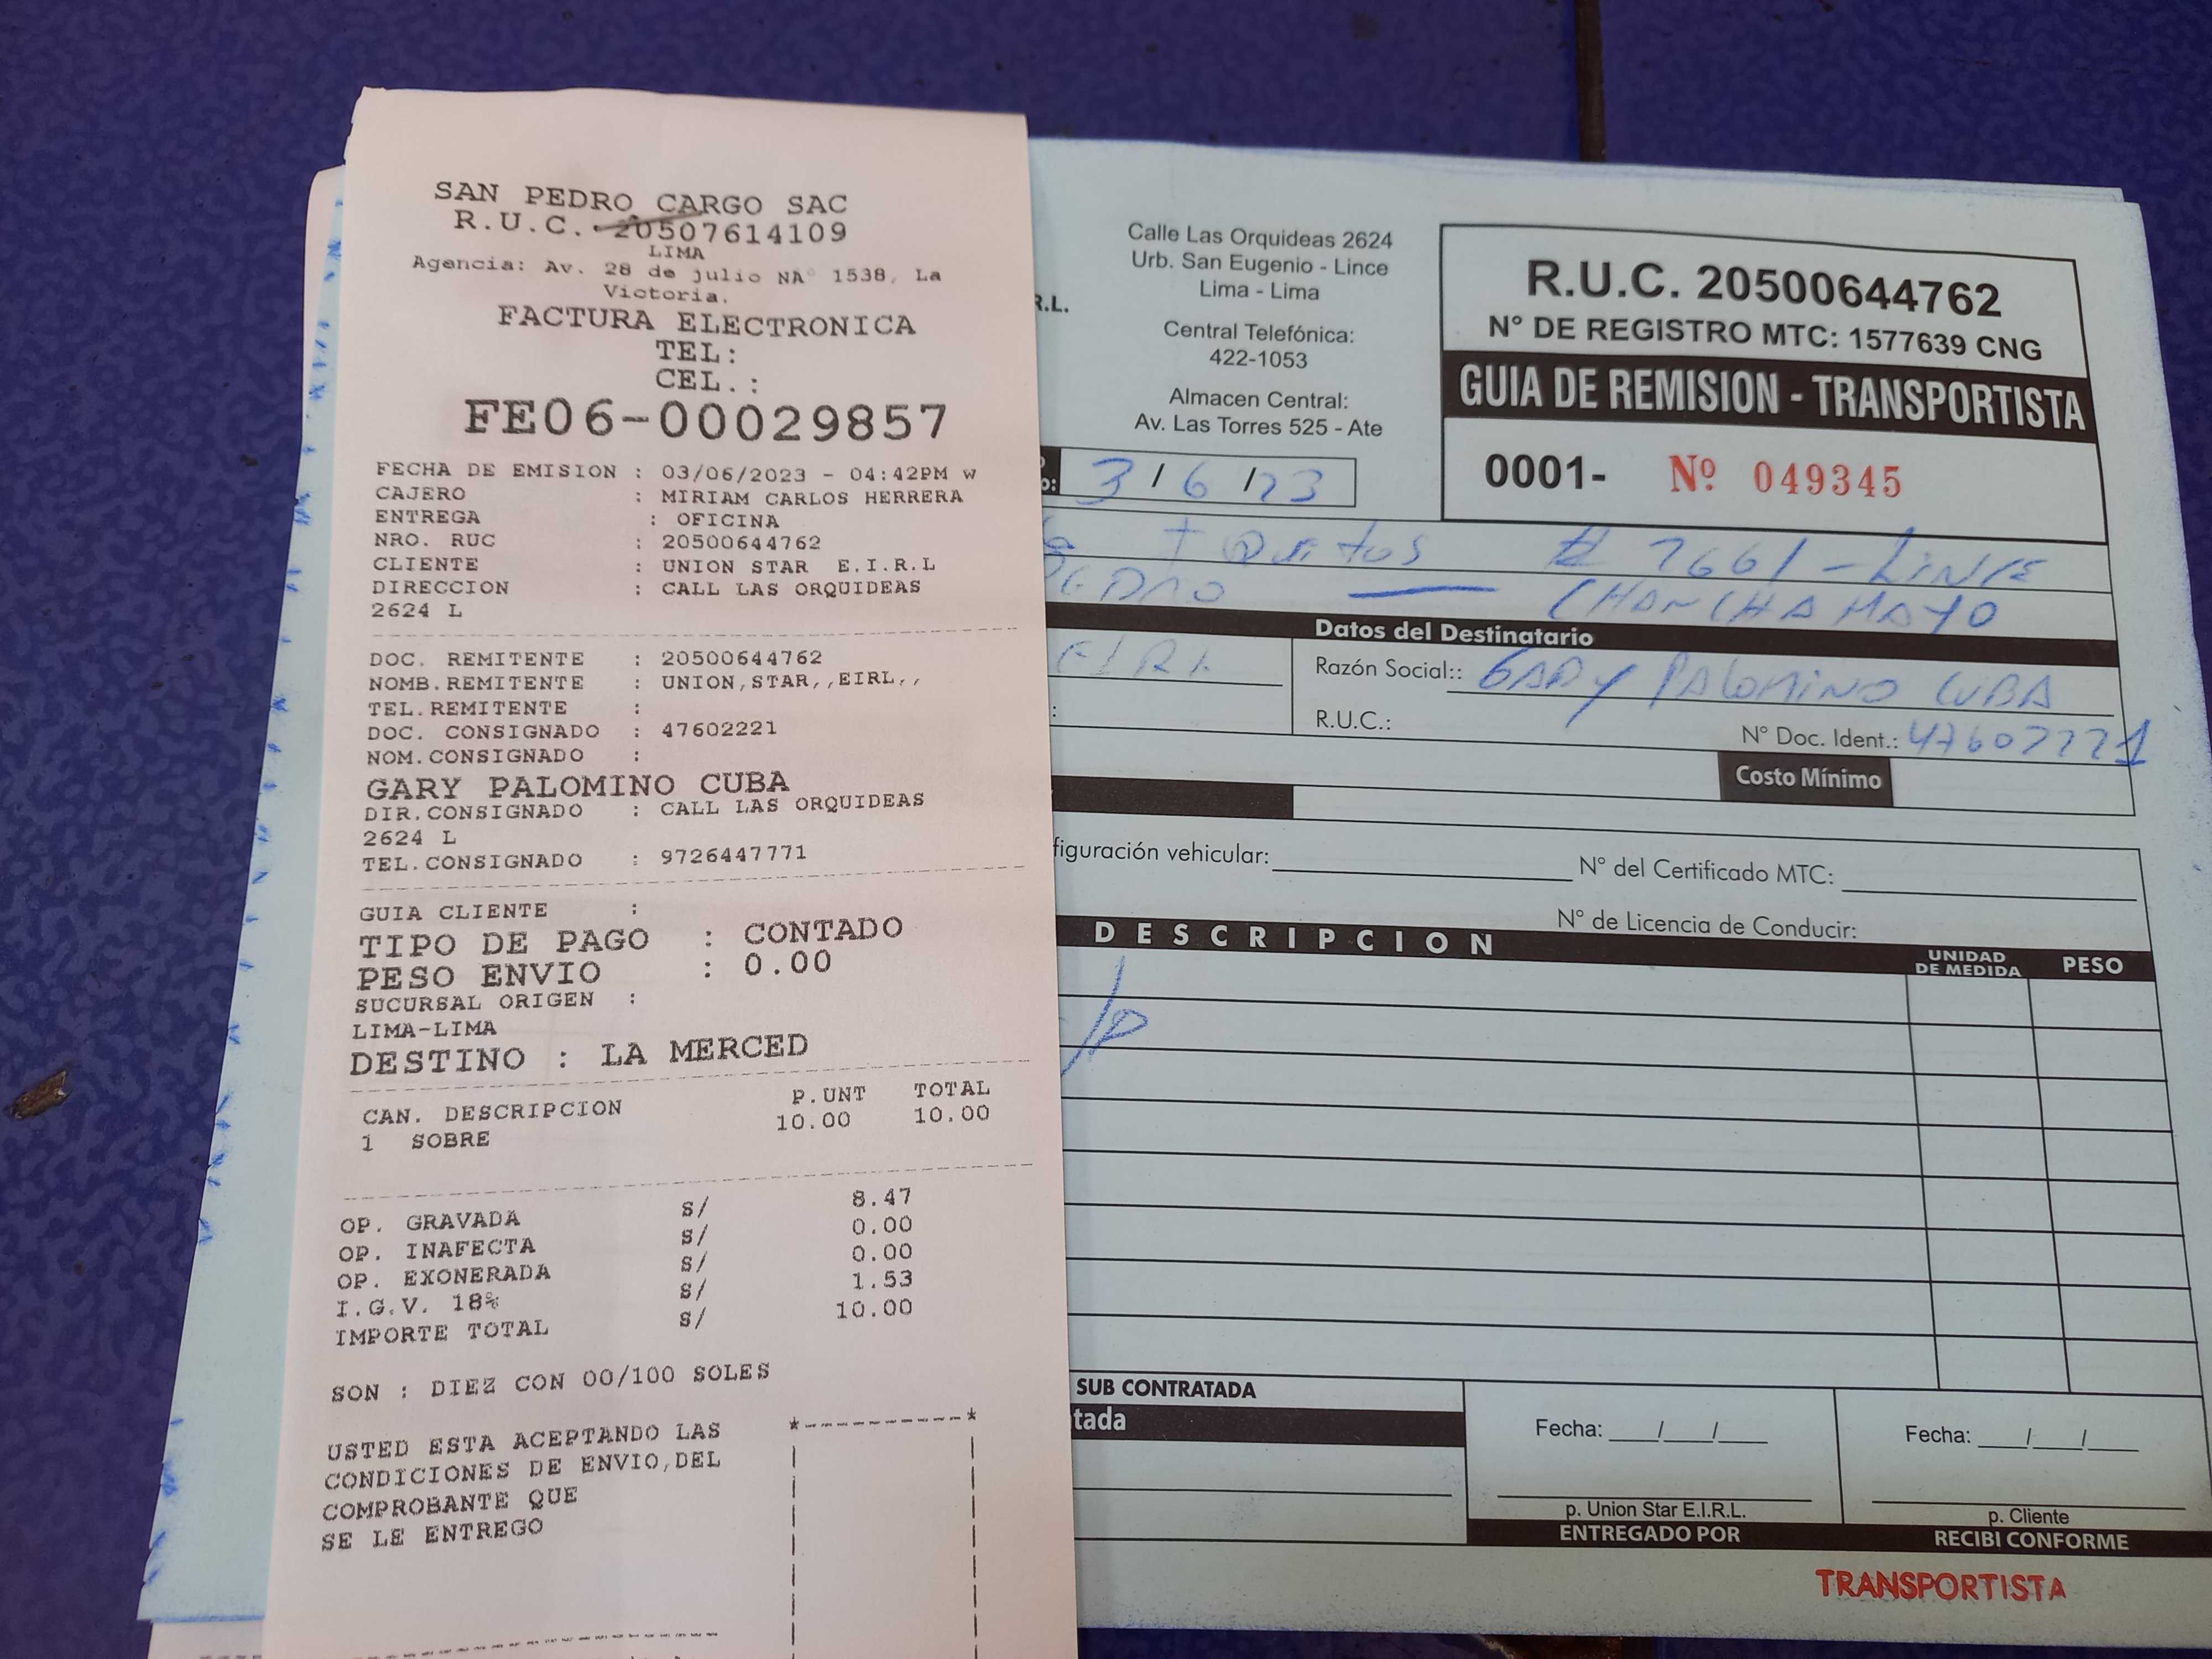 SAN PEDRO CARGO SAC
R.U.C. 20507614109
LIMA
Agencia: Av. 28 de julio NA° 1538, La
Victoria.
FACTURA ELECTRONICA
TEL:
CEL.:
FE06-00029857
FECHA DE EMISION : 03/06/2023 - 04:42PM w
CAJERO : MIRIAM CARLOS HERRERA
ENTREGA : OFICINA
NRO. RUC : 20500644762
CLIENTE : UNION STAR E.I.R.L
DIRECCION : CALL LAS ORQUIDEAS
2624 L
DOC. REMITENTE : 20500644762
NOMB.REMITENTE : UNION,STAR,,EIRL,,
TEL.REMITENTE :
DOC. CONSIGNADO : 47602221
NOM.CONSIGNADO :
GARY PALOMINO CUBA
DIR.CONSIGNADO : CALL LAS ORQUIDEAS
2624 L
TEL.CONSIGNADO : 9726447771
GUIA CLIENTE :
TIPO DE PAGO : CONTADO
PESO ENVIO : 0.00
SUCURSAL ORIGEN :
LIMA-LIMA
DESTINO : LA MERCED
CAN. DESCRIPCION P.UNT TOTAL
1 SOBRE 10.00 10.00
OP. GRAVADA S/ 8.47
OP. INAFECTA S/ 0.00
OP. EXONERADA S/ 0.00
I.G.V. 18% S/ 1.53
IMPORTE TOTAL S/ 10.00
SON : DIEZ CON 00/100 SOLES
USTED ESTA ACEPTANDO LAS
CONDICIONES DE ENVIO,DEL
COMPROBANTE QUE
SE LE ENTREGO
R.L.
Calle Las Orquideas 2624
Urb. San Eugenio - Lince
Lima - Lima
Central Telefónica:
422-1053
Almacen Central:
Av. Las Torres 525 - Ate
R.U.C. 20500644762
N° DE REGISTRO MTC: 1577639 CNG
GUIA DE REMISION - TRANSPORTISTA
0001- Nº 049345
3 / 6 / 23
Iquitos # 2661 - LINCE
PEDRO — CHANCHAMAYO
Datos del Destinatario
EIRL
Razón Social:: GARY PALOMINO CUBA
R.U.C.:
N° Doc. Ident.: 47602221
Costo Mínimo
figuración vehicular:
N° del Certificado MTC:
N° de Licencia de Conducir:
DESCRIPCION
UNIDAD DE MEDIDA
PESO
SUB CONTRATADA
tada
Fecha: / /
Fecha: / /
p. Union Star E.I.R.L.
ENTREGADO POR
p. Cliente
RECIBI CONFORME
TRANSPORTISTA